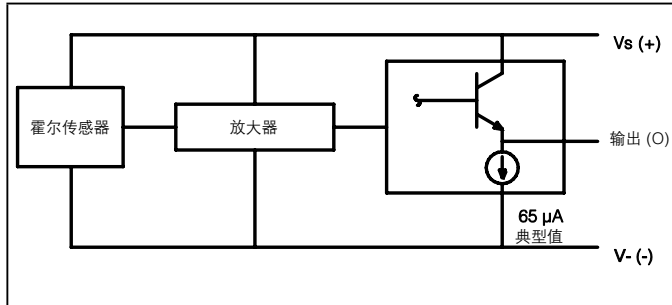 Vs (+)
霍尔传感器
放大器
输出 (O)
65 µA
典型值
V- (-)